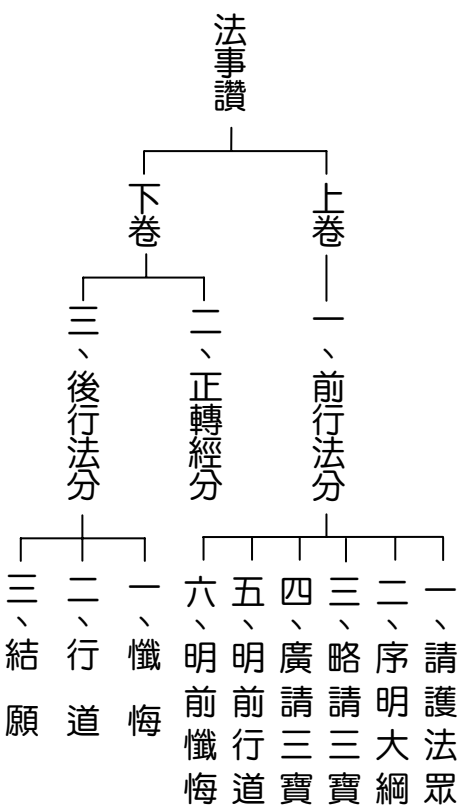 法事讚
上卷
下卷
一、前行法分
二、正轉經分
三、後行法分
一、請護法眾
二、序明大綱
三、略請三寶
四、廣請三寶
五、明前行道
六、明前懺悔
一、懺悔
二、行道
三、結願